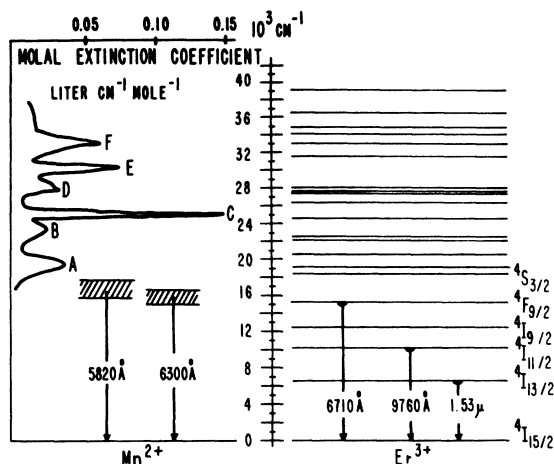 0.05 0.10 0.15 10³ CM⁻¹
MOLAL EXTINCTION COEFFICIENT
LITER CM⁻¹ MOLE⁻¹
40
36
32
28
24
20
16
12
8
4
0
F
E
D
C
B
A
5820Å
6300Å
Mn²⁺
⁴S₃/₂
⁴F₉/₂
⁴I₉/₂
⁴I₁₁/₂
⁴I₁₃/₂
⁴I₁₅/₂
6710Å
9760Å
1.53μ
Er³⁺